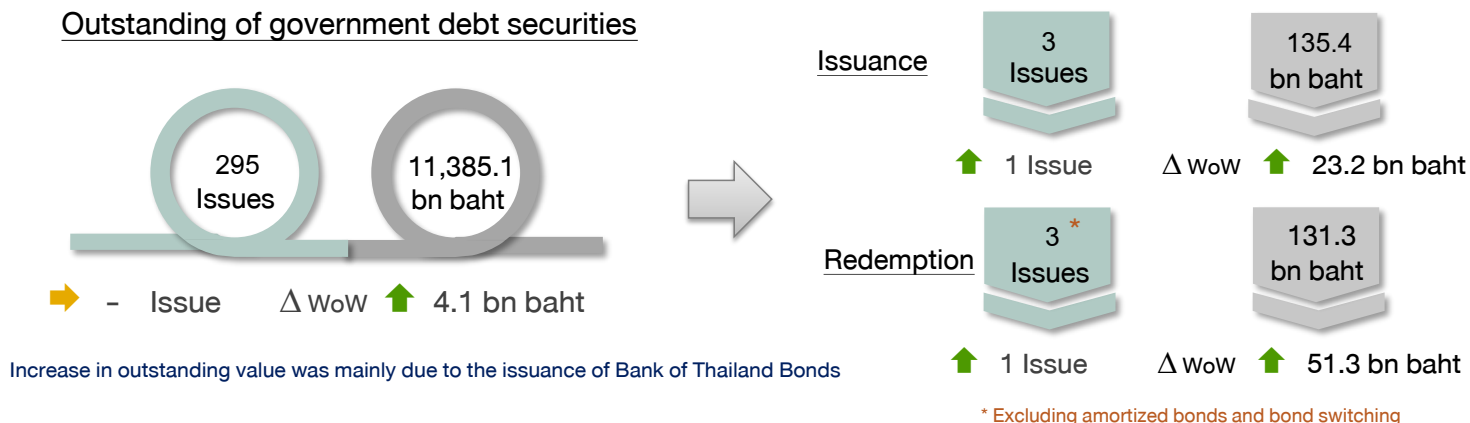 Outstanding of government debt securities
295
Issues
11,385.1
bn baht
- Issue
Δ WoW 4.1 bn baht
Increase in outstanding value was mainly due to the issuance of Bank of Thailand Bonds
Issuance
3
Issues
135.4
bn baht
1 Issue
Δ WoW 23.2 bn baht
Redemption
3 *
Issues
131.3
bn baht
1 Issue
Δ WoW 51.3 bn baht
* Excluding amortized bonds and bond switching